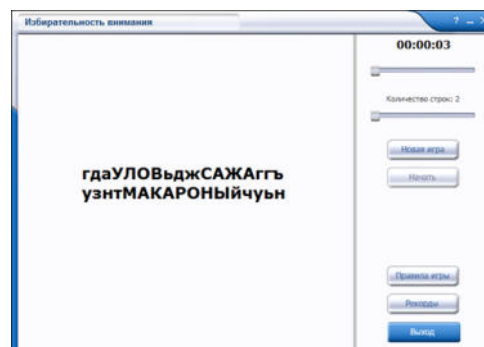 Избирательность внимания
00:00:03
Количество строк: 2
Новая игра
Начать
гдаУЛОВьджСАЖАггъ
узнтМАКАРОНЫйчуьн
Правила игры
Рекорды
Выход